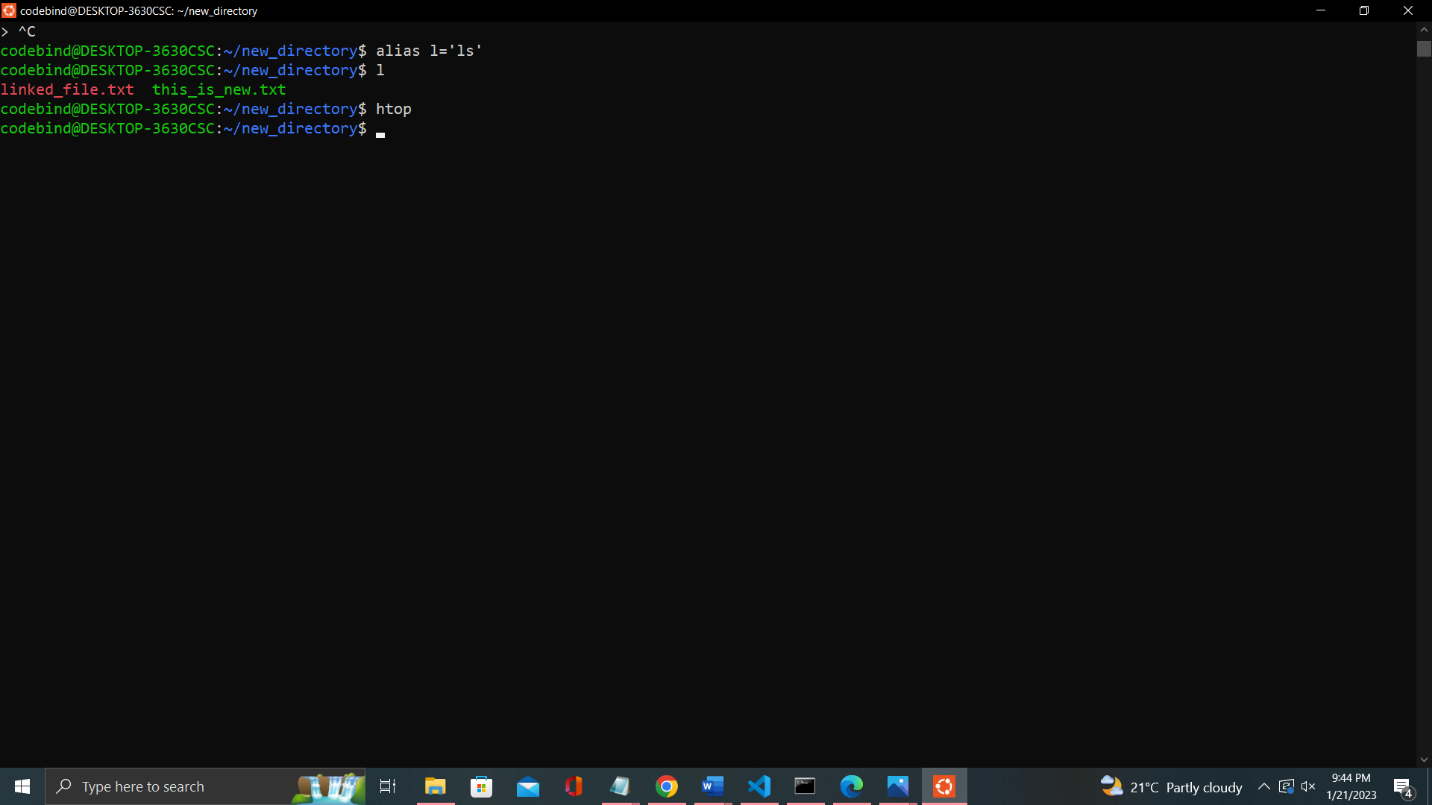 codebind@DESKTOP-3630CSC: ~/new_directory
> ^C
codebind@DESKTOP-3630CSC:~/new_directory$ alias l='ls'
codebind@DESKTOP-3630CSC:~/new_directory$ l
linked_file.txt  this_is_new.txt
codebind@DESKTOP-3630CSC:~/new_directory$ htop
codebind@DESKTOP-3630CSC:~/new_directory$
Type here to search
21°C Partly cloudy
9:44 PM
1/21/2023
4